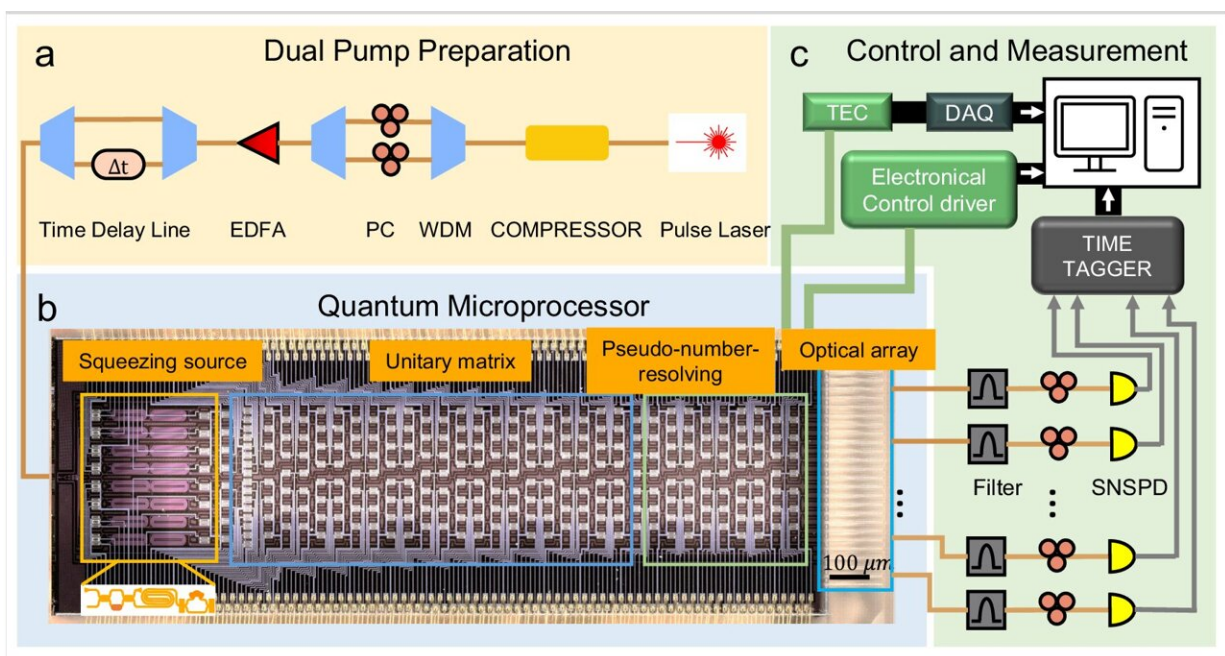 a
Dual Pump Preparation
Δt
Time Delay Line
EDFA
PC
WDM
COMPRESSOR
Pulse Laser
b
Quantum Microprocessor
Squeezing source
Unitary matrix
Pseudo-number-
resolving
Optical array
100 μm
c
Control and Measurement
TEC
DAQ
Electronical
Control driver
TIME
TAGGER
Filter
SNSPD